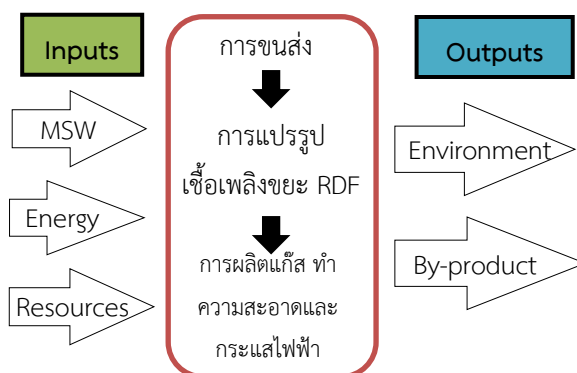 Inputs
MSW
Energy
Resources
การขนส่ง
การแปรรูป
เชื้อเพลิงขยะ RDF
การผลิตแก๊ส ทำ
ความสะอาดและ
กระแสไฟฟ้า
Outputs
Environment
By-product